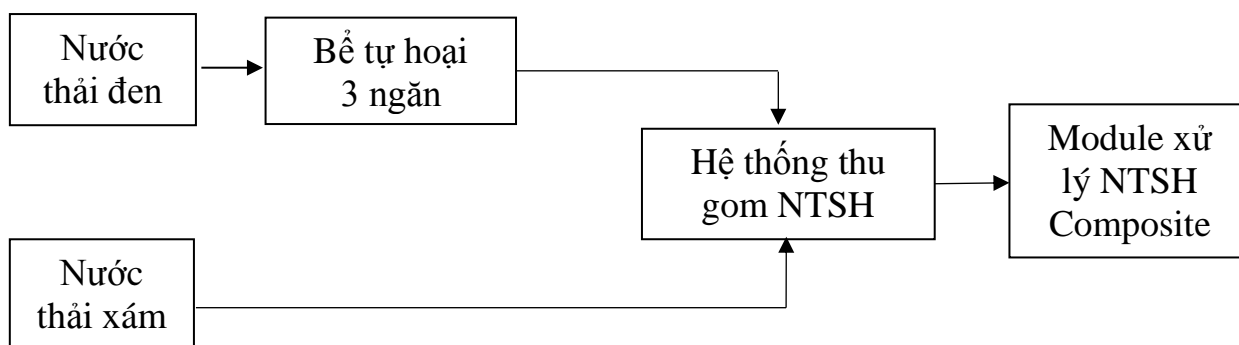 Nước
thải đen
Bể tự hoại
3 ngăn
Hệ thống thu
gom NTSH
Module xử
lý NTSH
Composite
Nước
thải xám